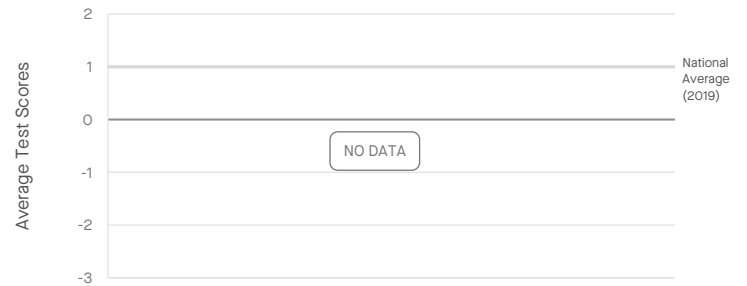 2
1
0
-1
-2
-3
Average Test Scores
National
Average
(2019)
NO DATA